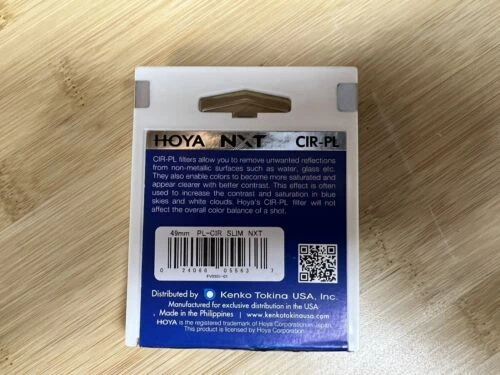 HOYA NXT CIR-PL
CIR-PL filters allow you to remove unwanted reflections
from non-metallic surfaces such as water, glass etc.
They also enable colors to become more saturated and
appear clearer with better contrast. This effect is often
used to increase the contrast and saturation in blue
skies and white clouds. Hoya's CIR-PL filter will not
affect the overall color balance of a shot.
49mm PL-CIR SLIM NXT
0 24066 05563 3
Distributed by Kenko Tokina USA, Inc.
Manufactured for exclusive distribution in the USA.
Made in the Philippines www.kenkotokinausa.com
HOYA is the registered trademark of Hoya Corporation in Japan.
This product is licensed by Hoya Corporation.